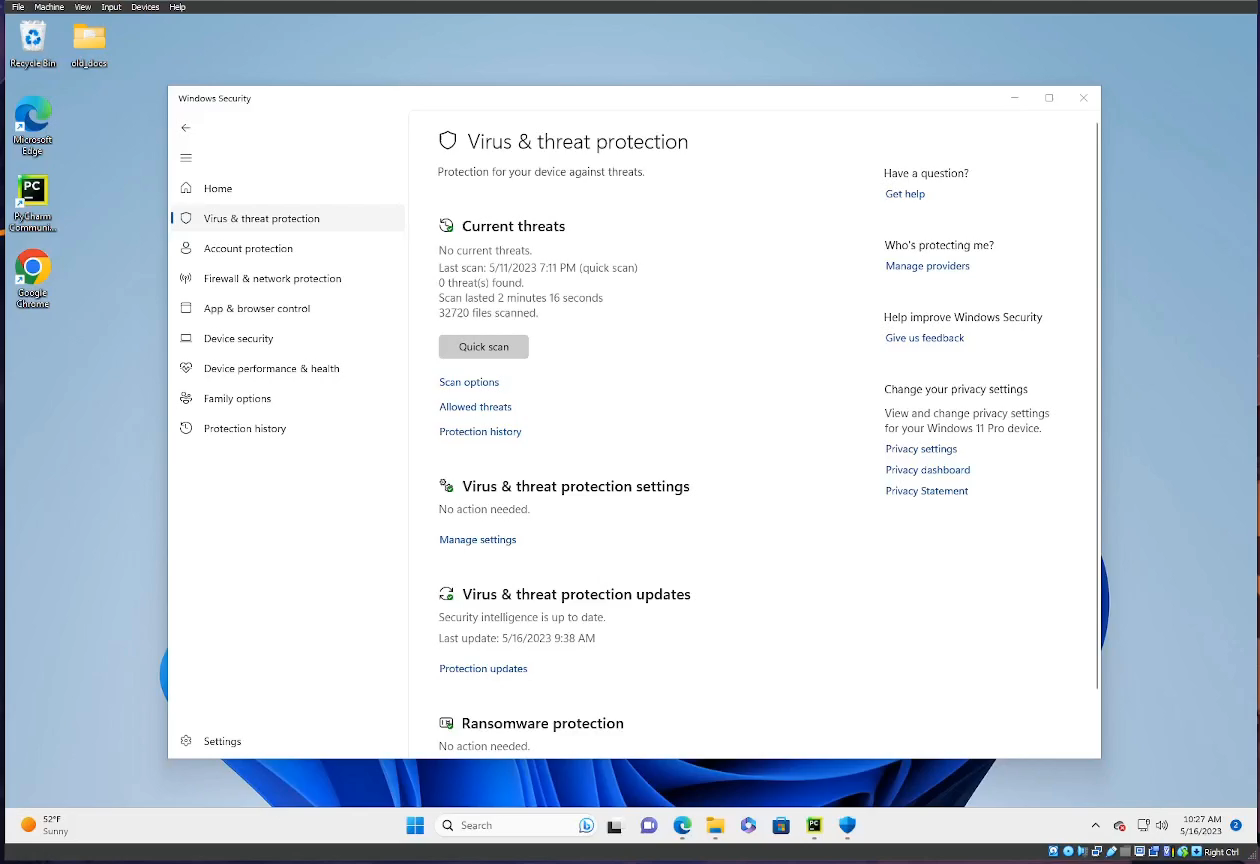 File Machine View Input Devices Help
Recycle Bin
old_docs
Microsoft
Edge
PyCharm
Communi...
Google
Chrome
Windows Security
Home
Virus & threat protection
Account protection
Firewall & network protection
App & browser control
Device security
Device performance & health
Family options
Protection history
Settings
Virus & threat protection
Protection for your device against threats.
Current threats
No current threats.
Last scan: 5/11/2023 7:11 PM (quick scan)
0 threat(s) found.
Scan lasted 2 minutes 16 seconds
32720 files scanned.
Quick scan
Scan options
Allowed threats
Protection history
Virus & threat protection settings
No action needed.
Manage settings
Virus & threat protection updates
Security intelligence is up to date.
Last update: 5/16/2023 9:38 AM
Protection updates
Ransomware protection
No action needed.
Have a question?
Get help
Who's protecting me?
Manage providers
Help improve Windows Security
Give us feedback
Change your privacy settings
View and change privacy settings
for your Windows 11 Pro device.
Privacy settings
Privacy dashboard
Privacy Statement
52°F
Sunny
Search
10:27 AM
5/16/2023
2
Right Ctrl
PC
PC